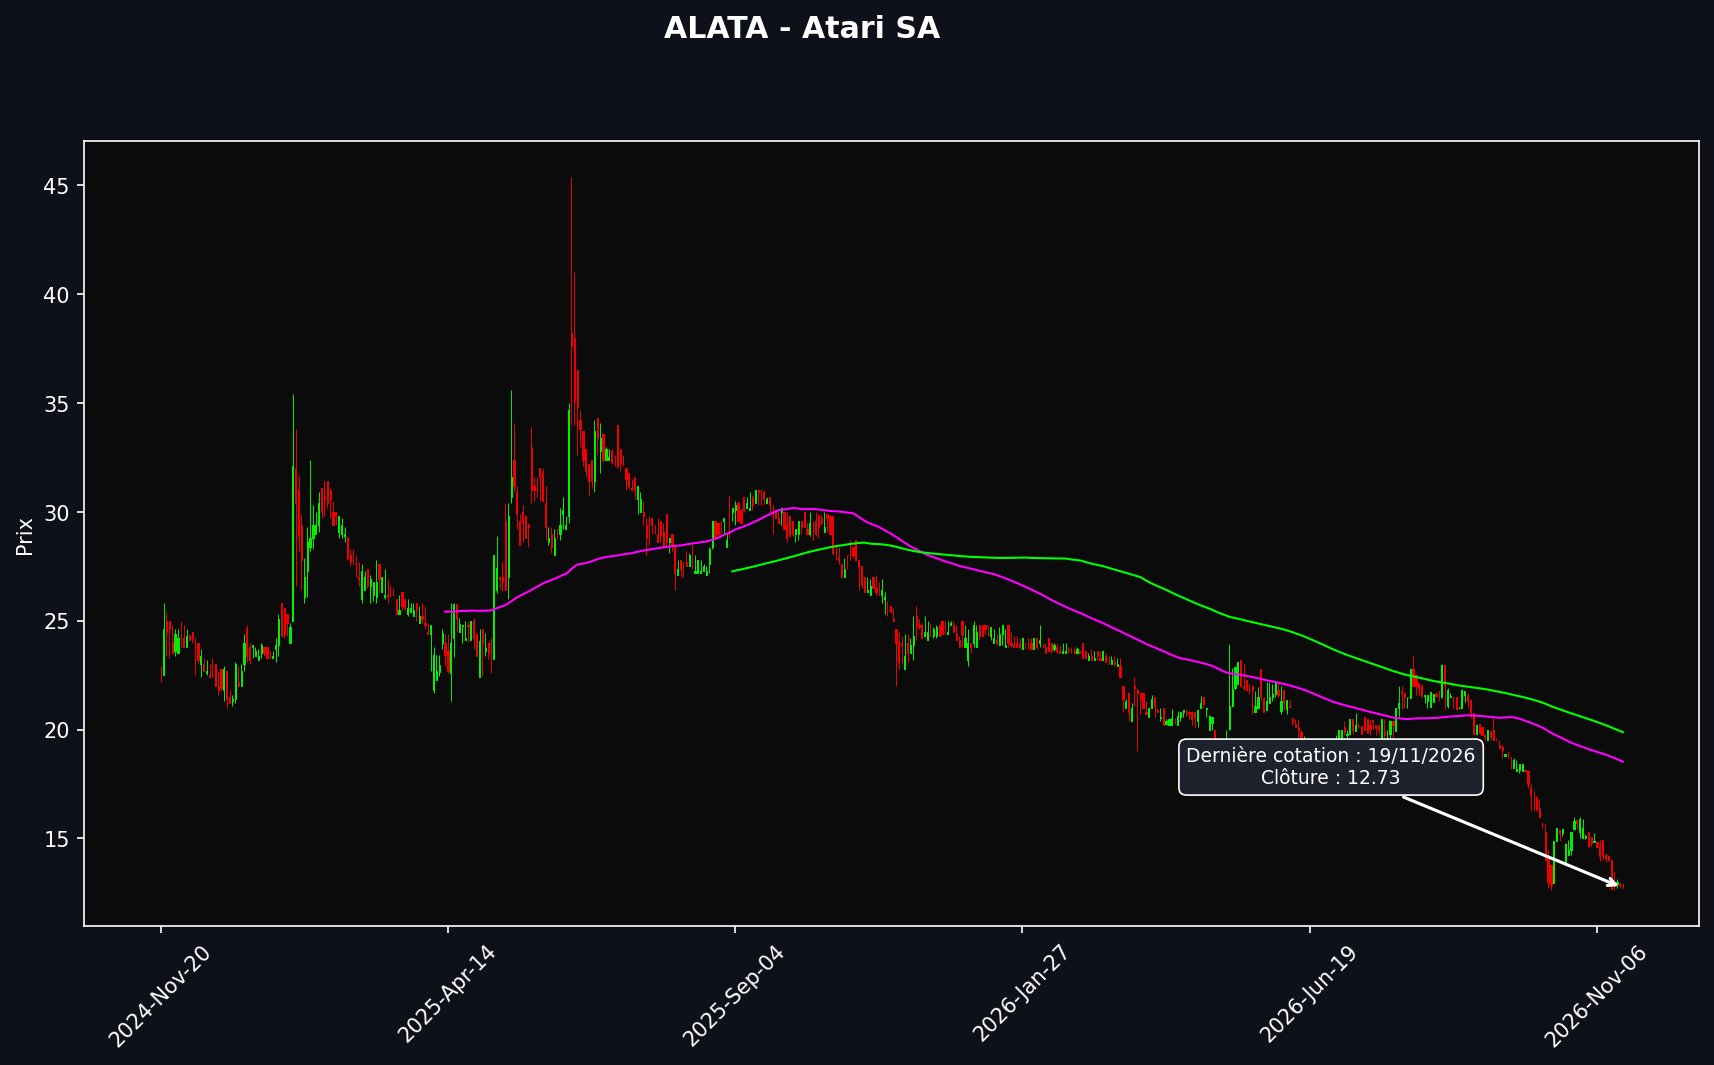 ALATA - Atari SA
Prix
45
40
35
30
25
20
15
Dernière cotation : 19/11/2026
Clôture : 12.73
2024-Nov-20
2025-Apr-14
2025-Sep-04
2026-Jan-27
2026-Jun-19
2026-Nov-06